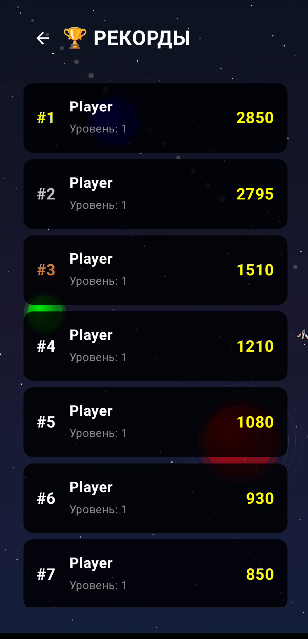 🏆 РЕКОРДЫ
#1 Player 2850
Уровень: 1
#2 Player 2795
Уровень: 1
#3 Player 1510
Уровень: 1
#4 Player 1210
Уровень: 1
#5 Player 1080
Уровень: 1
#6 Player 930
Уровень: 1
#7 Player 850
Уровень: 1